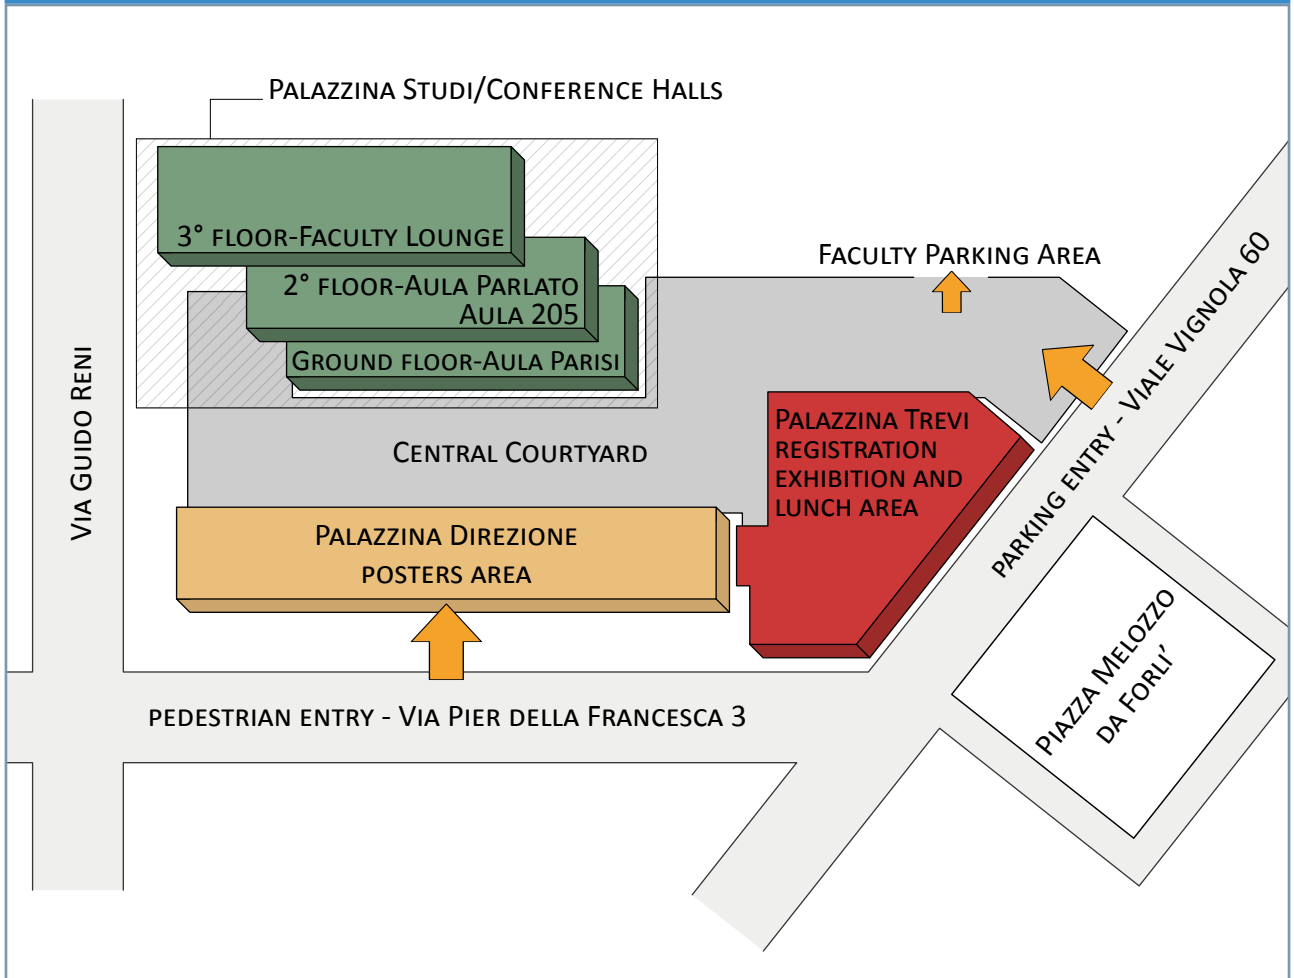 Palazzina Studi/Conference Halls
3° floor-Faculty Lounge
2° floor-Aula Parlato
Aula 205
Ground floor-Aula Parisi
Faculty Parking Area
Via Guido Reni
Central Courtyard
Palazzina Trevi
registration
exhibition and
lunch area
parking entry - Viale Vignola 60
Palazzina Direzione
posters area
Piazza Melozzo
da Forli'
pedestrian entry - Via Pier della Francesca 3